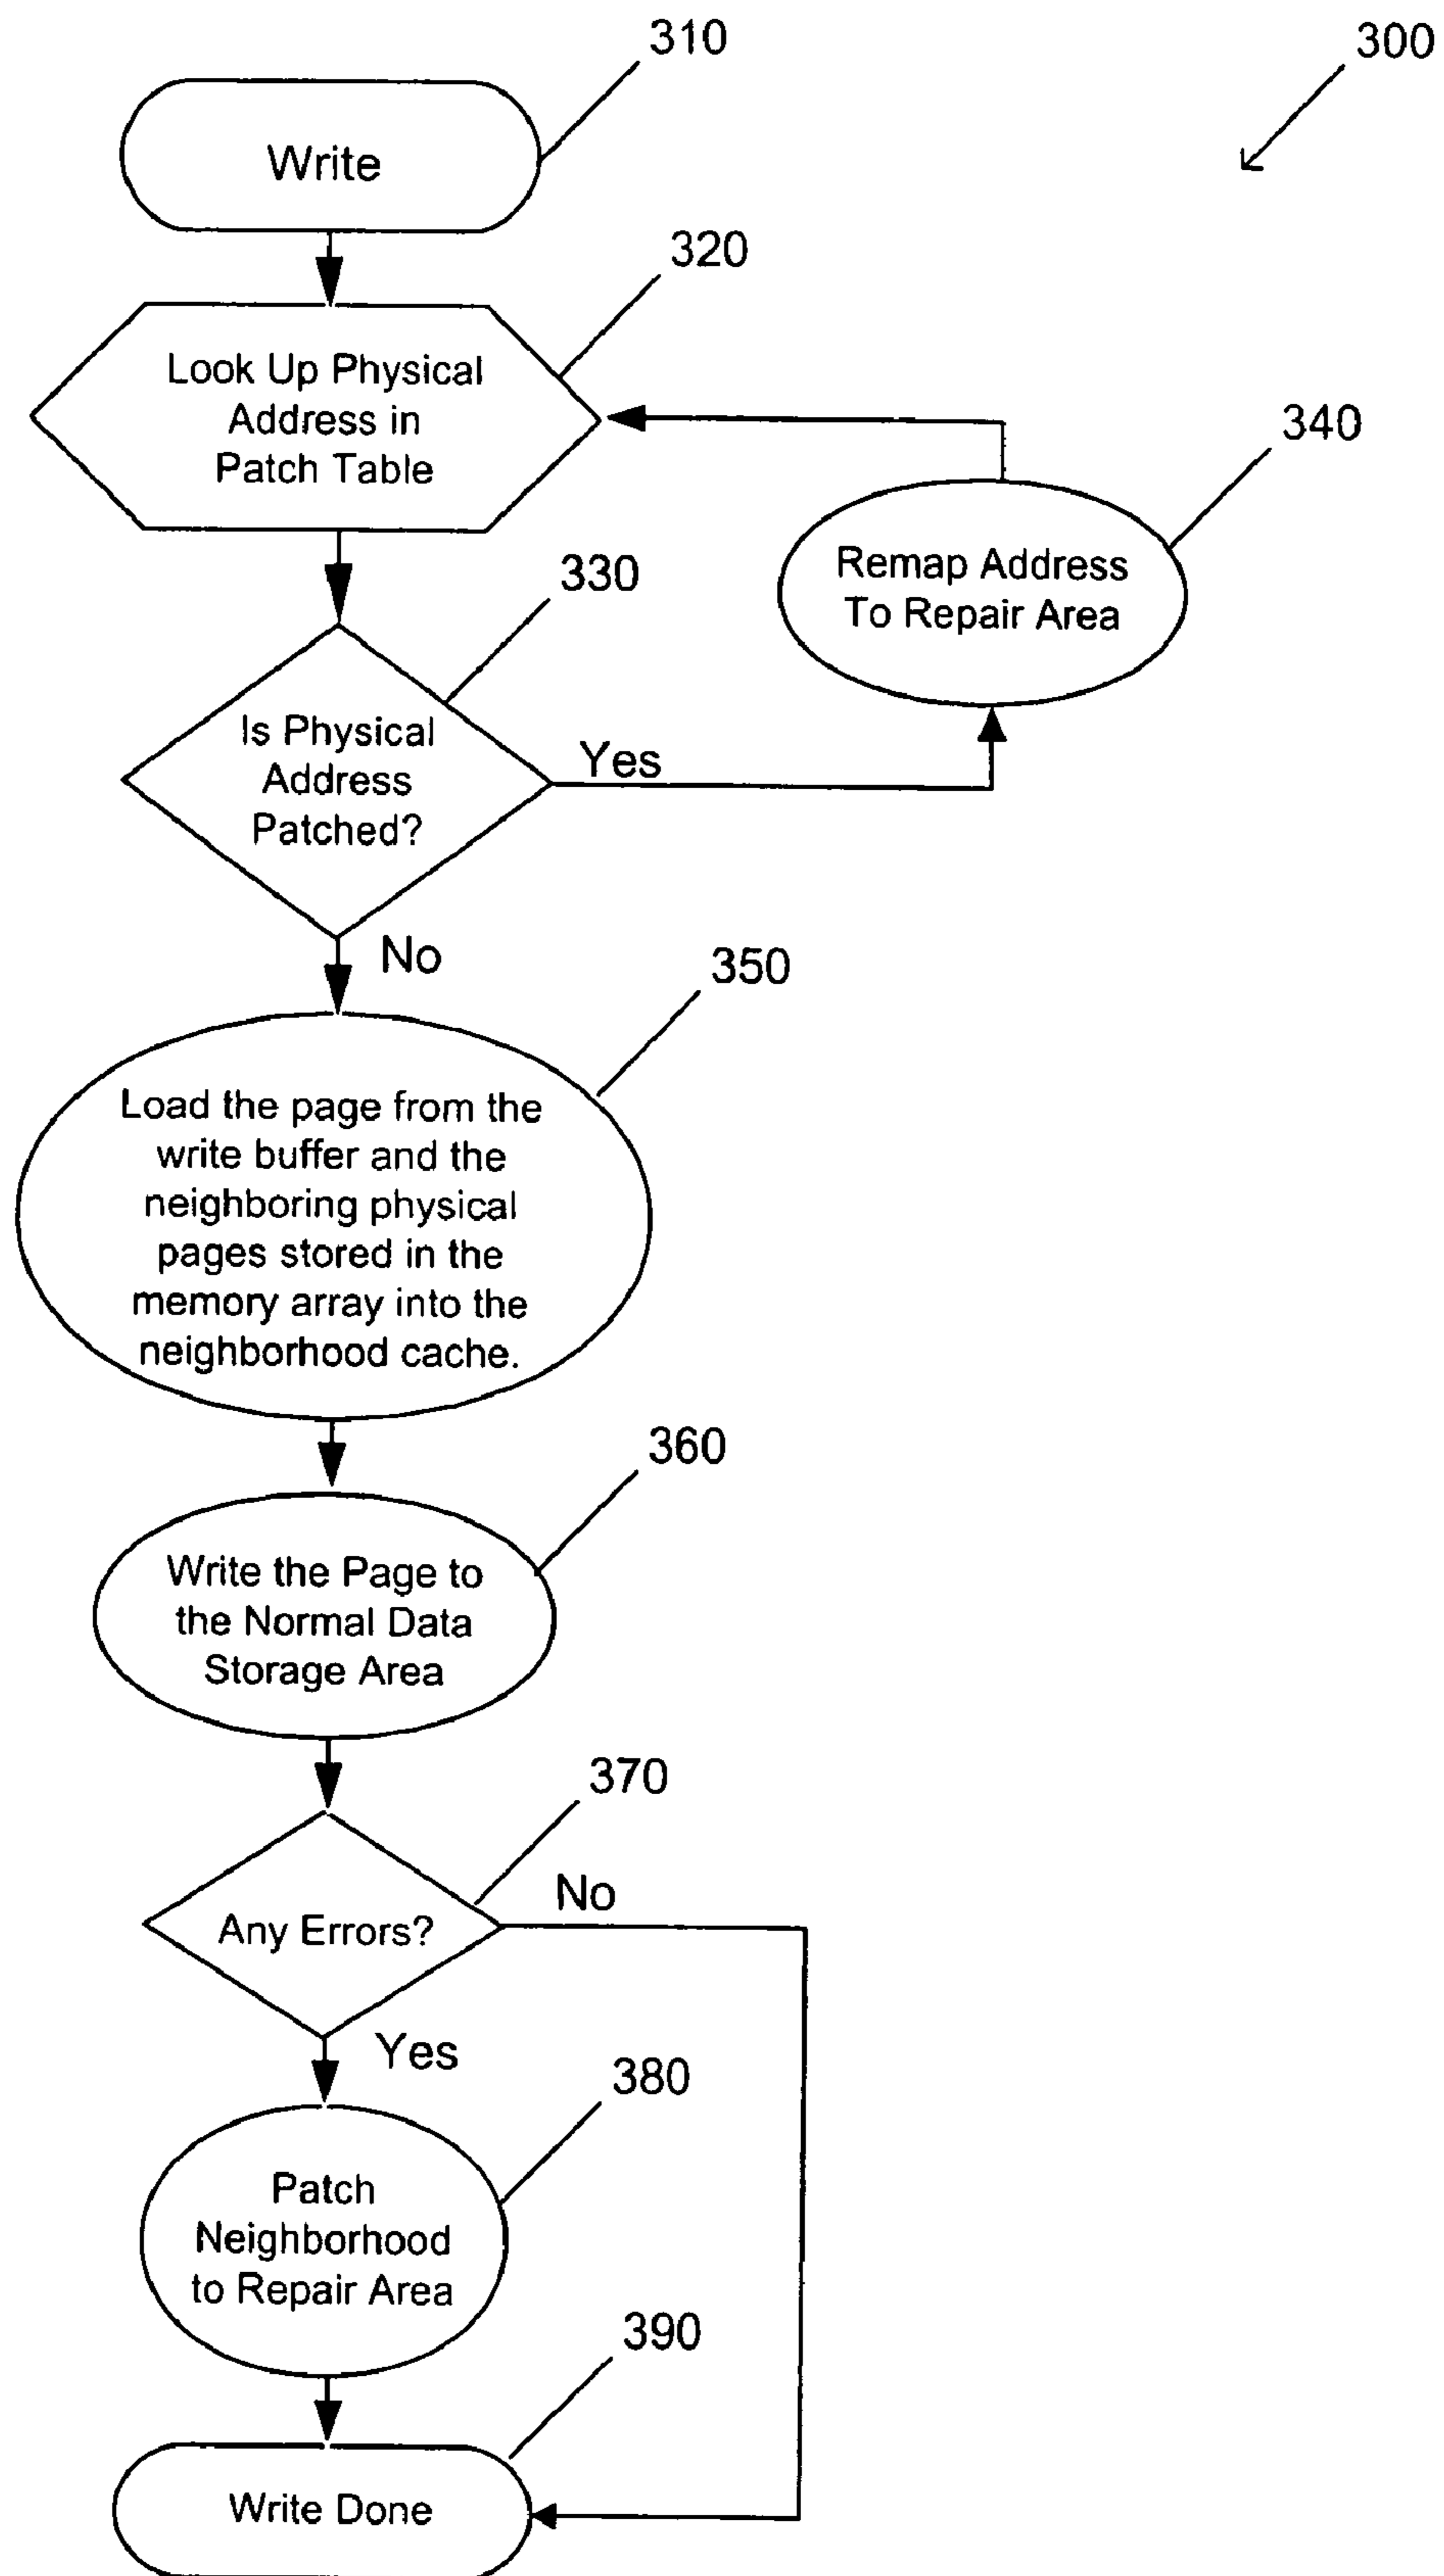 310
300
Write
320
Look Up Physical
Address in
Patch Table
340
Remap Address
To Repair Area
330
Is Physical
Address
Patched?
Yes
No
350
Load the page from the
write buffer and the
neighboring physical
pages stored in the
memory array into the
neighborhood cache.
360
Write the Page to
the Normal Data
Storage Area
370
Any Errors?
No
Yes
380
Patch
Neighborhood
to Repair Area
390
Write Done